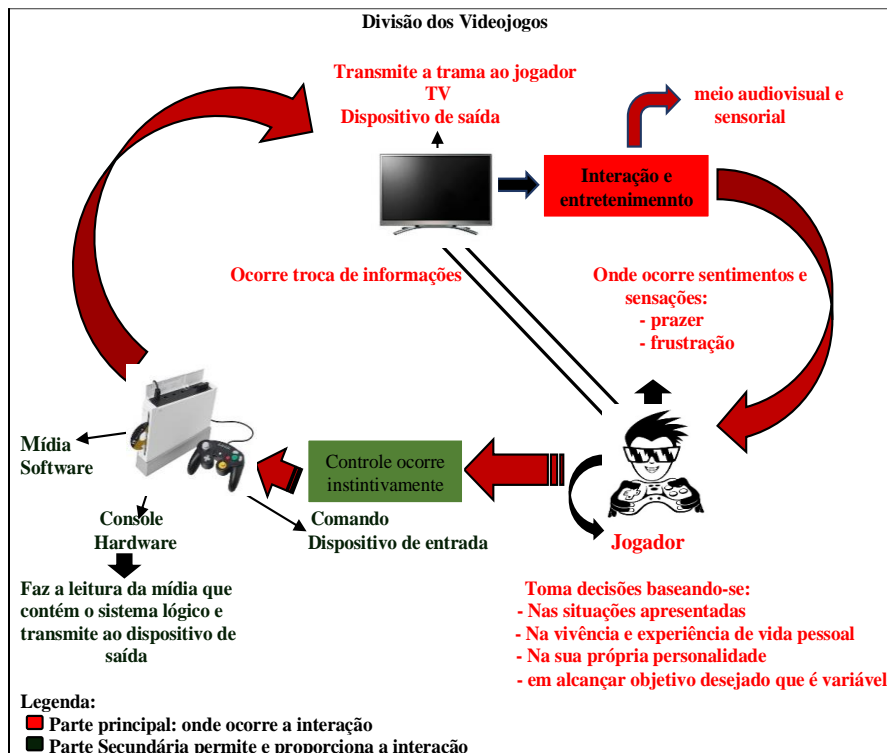 Divisão dos Videojogos
Transmite a trama ao jogador
TV
Dispositivo de saída
meio audiovisual e
sensorial
Interação e
entretenimennto
Ocorre troca de informações
Onde ocorre sentimentos e
sensações:
- prazer
- frustração
Mídia
Software
Controle ocorre
instintivamente
Console
Hardware
Comando
Dispositivo de entrada
Jogador
Faz a leitura da mídia que
contém o sistema lógico e
transmite ao dispositivo de
saída
Toma decisões baseando-se:
- Nas situações apresentadas
- Na vivência e experiência de vida pessoal
- Na sua própria personalidade
- em alcançar objetivo desejado que é variável
Legenda:
Parte principal: onde ocorre a interação
Parte Secundária permite e proporciona a interação